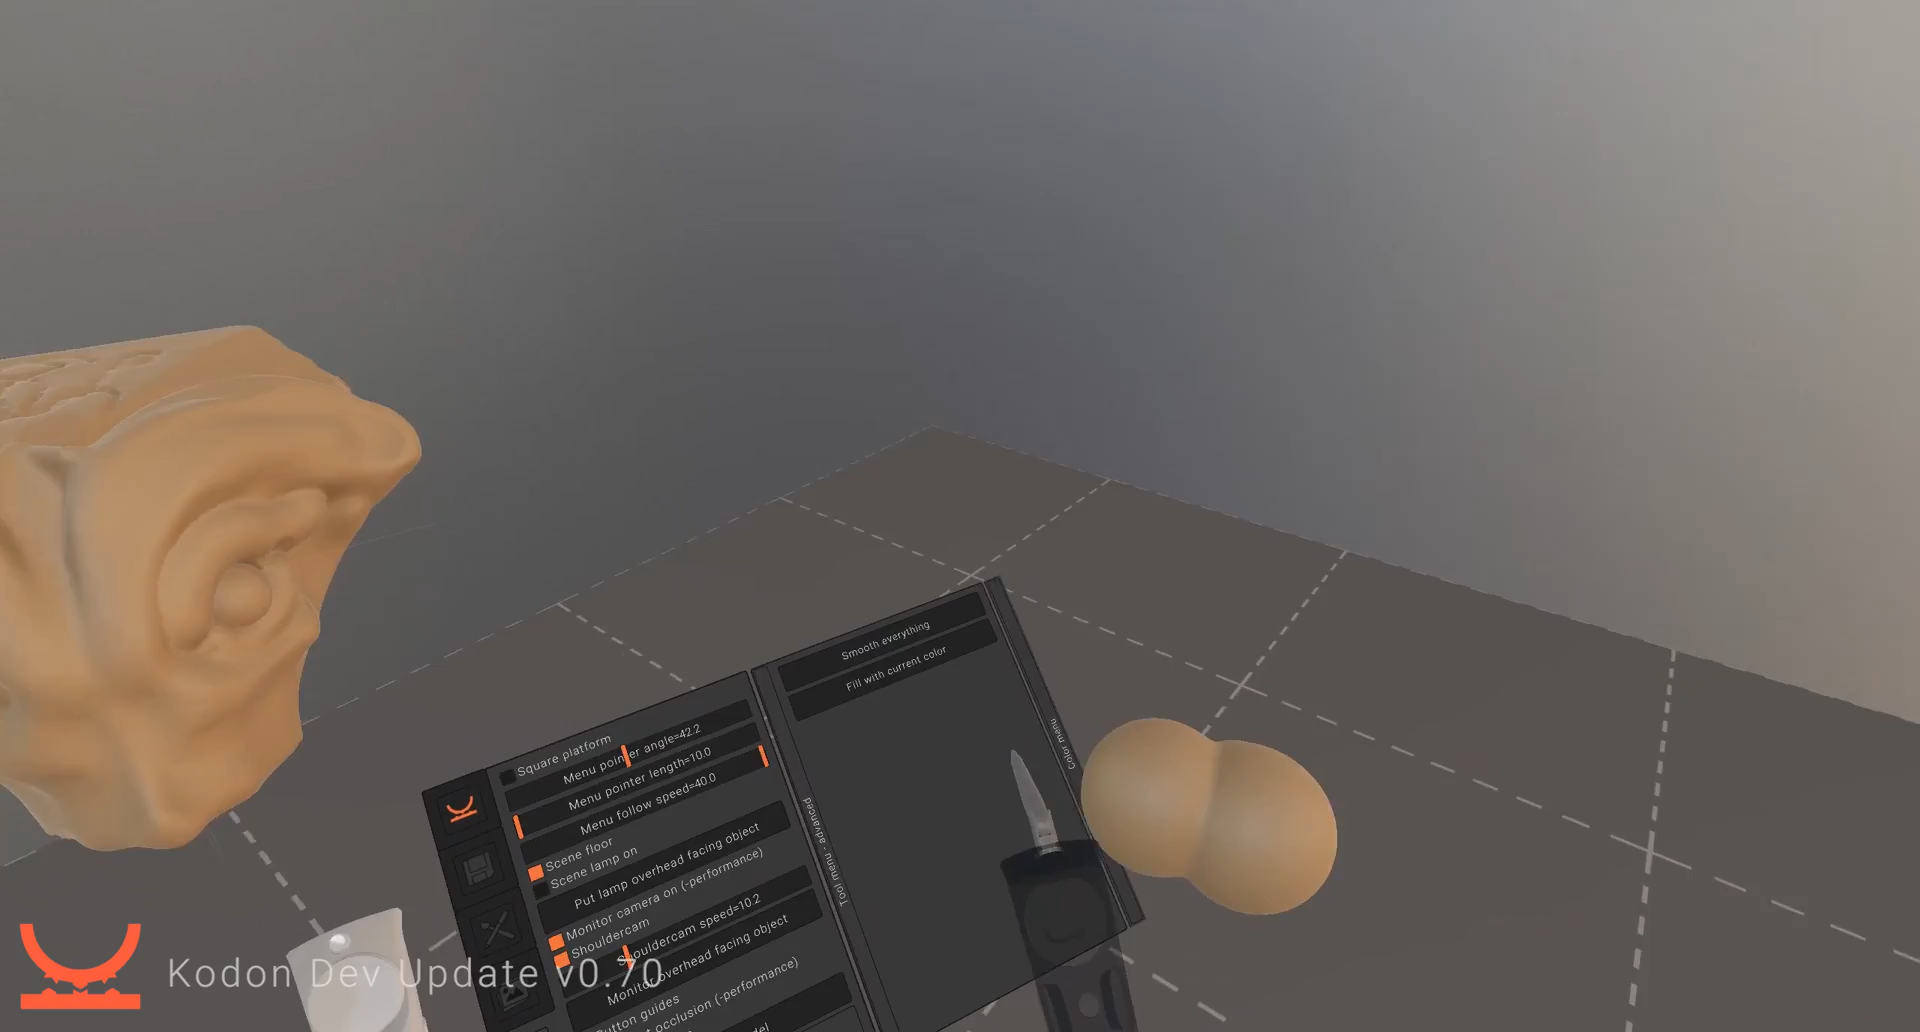 Square platform
Menu pointer angle=42.2
Menu pointer length=10.0
Menu follow speed=40.0
Scene floor
Scene lamp on
Put lamp overhead facing object
Monitor camera on (-performance)
Shouldercam
Shouldercam speed=10.2
Monitor overhead facing object
Button guides
occlusion (-performance)
Tool menu - advanced
Smooth everything
Fill with current color
Color menu
Kodon Dev Update v0.70